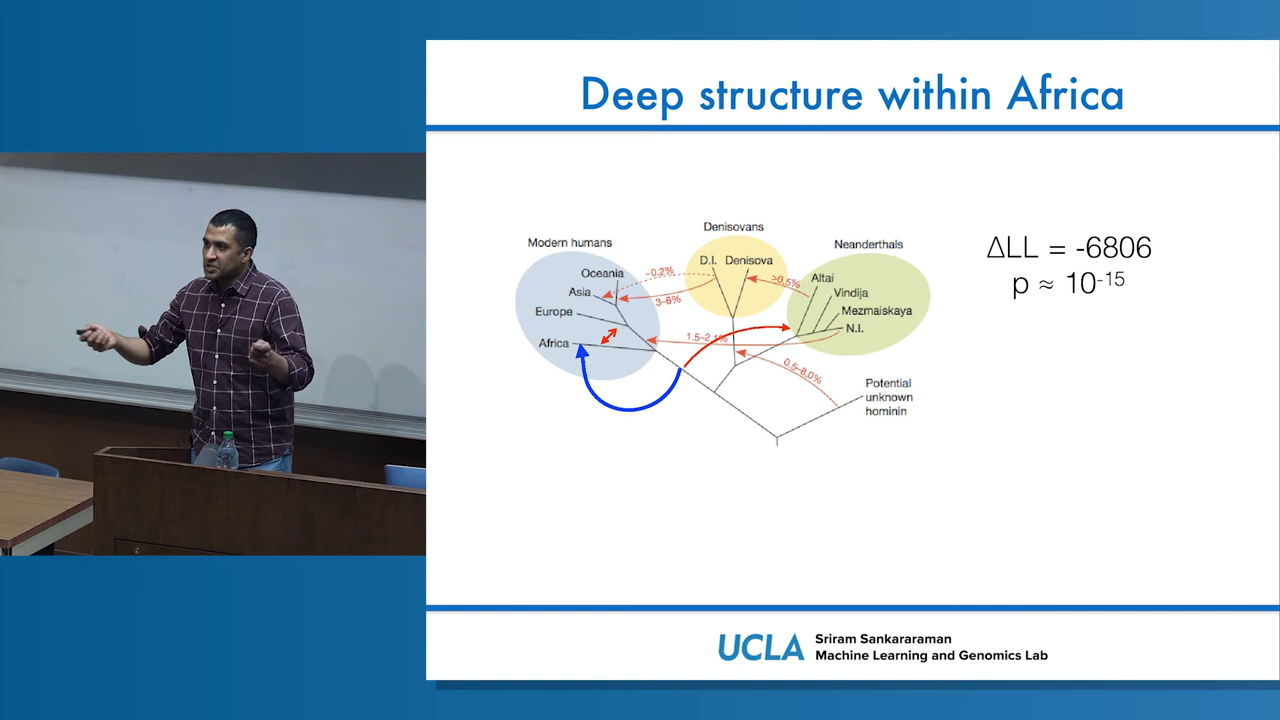 Deep structure within Africa
Denisovans
Modern humans
Neanderthals
D.I. Denisova
Oceania
Asia
Europe
Africa
~0.2%
3–6%
>0.5%
Altai
Vindija
Mezmaiskaya
N.I.
1.5–2.1%
0.5–8.0%
Potential
unknown
hominin
ΔLL = -6806
p ≈ 10⁻¹⁵
UCLA
Sriram Sankararaman
Machine Learning and Genomics Lab